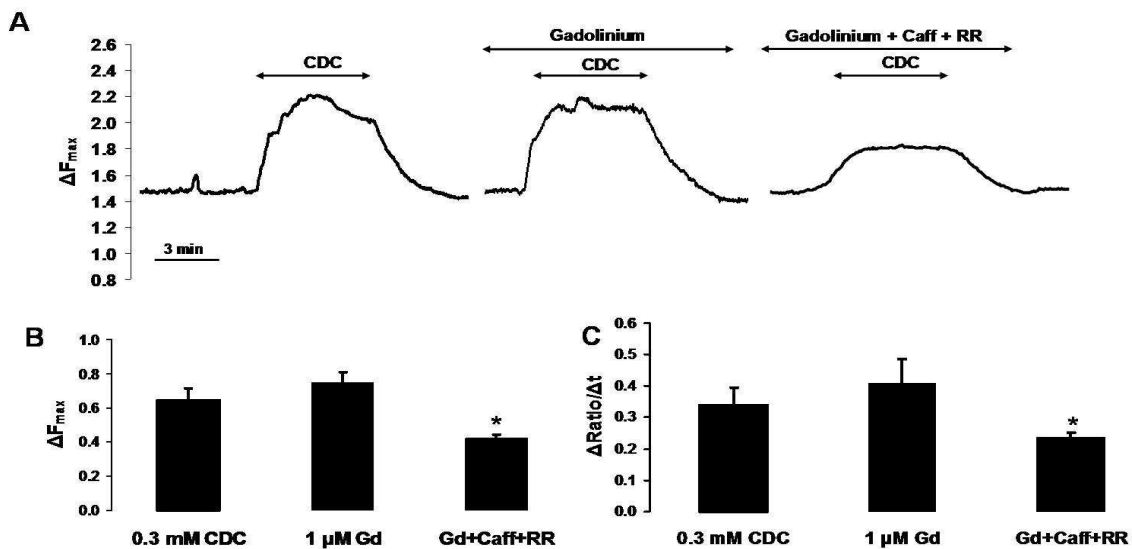 A
Gadolinium
Gadolinium + Caff + RR
CDC
CDC
CDC
ΔFmax
2.6
2.4
2.2
2.0
1.8
1.6
1.4
1.2
1.0
0.8
3 min
B
ΔFmax
1.0
0.8
0.6
0.4
0.2
0.0
*
0.3 mM CDC
1 µM Gd
Gd+Caff+RR
C
ΔRatio/Δt
0.6
0.5
0.4
0.3
0.2
0.1
0.0
*
0.3 mM CDC
1 µM Gd
Gd+Caff+RR